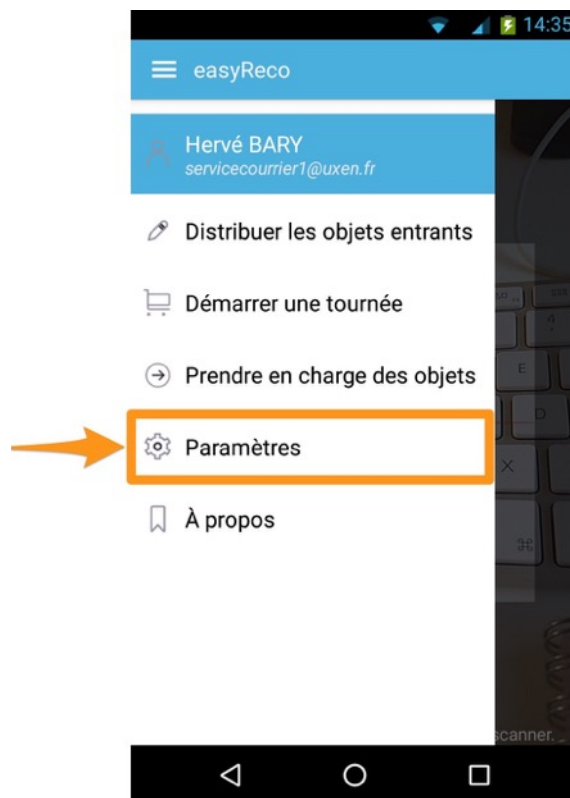 14:35
easyReco
Hervé BARY
servicecourrier1@uxen.fr
Distribuer les objets entrants
Démarrer une tournée
Prendre en charge des objets
E
D
Paramètres
X
⌘
À propos
scanner.